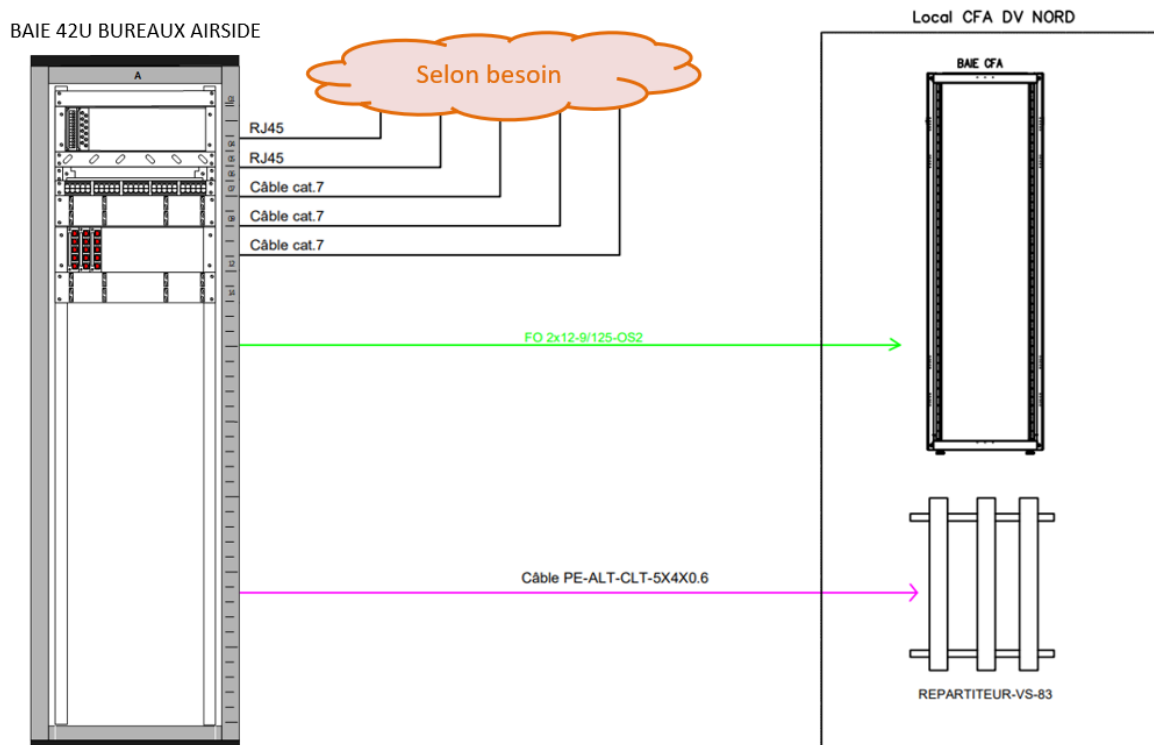 Local CFA DV NORD
BAIE 42U BUREAUX AIRSIDE
A
Selon besoin
BAIE CFA
RJ45
RJ45
Câble cat.7
Câble cat.7
Câble cat.7
FO 2x12-9/125-OS2
Câble PE-ALT-CLT-5X4X0.6
REPARTITEUR-VS-83